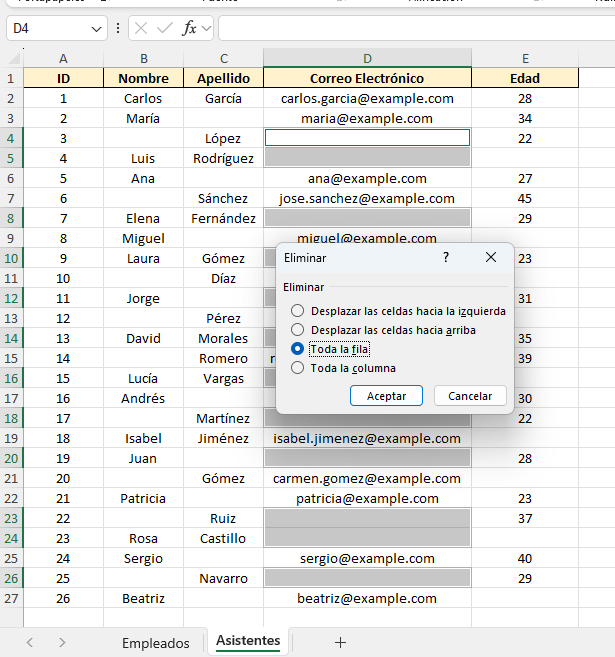 D4
fx
A B C D E
1 ID Nombre Apellido Correo Electrónico Edad
2 1 Carlos García carlos.garcia@example.com 28
3 2 María maria@example.com 34
4 3 López 22
5 4 Luis Rodríguez
6 5 Ana ana@example.com 27
7 6 Sánchez jose.sanchez@example.com 45
8 7 Elena Fernández 29
9 8 Miguel miguel@example.com
10 9 Laura Gómez 23
11 10 Díaz
12 11 Jorge 31
13 12 Pérez
14 13 David Morales 35
15 14 Romero 39
16 15 Lucía Vargas
17 16 Andrés 30
18 17 Martínez 22
19 18 Isabel Jiménez isabel.jimenez@example.com
20 19 Juan 28
21 20 Gómez carmen.gomez@example.com
22 21 Patricia patricia@example.com 23
23 22 Ruiz 37
24 23 Rosa Castillo
25 24 Sergio sergio@example.com 40
26 25 Navarro 29
27 26 Beatriz beatriz@example.com
Eliminar ?
Eliminar
Desplazar las celdas hacia la izquierda
Desplazar las celdas hacia arriba
Toda la fila
Toda la columna
Aceptar Cancelar
Empleados Asistentes +